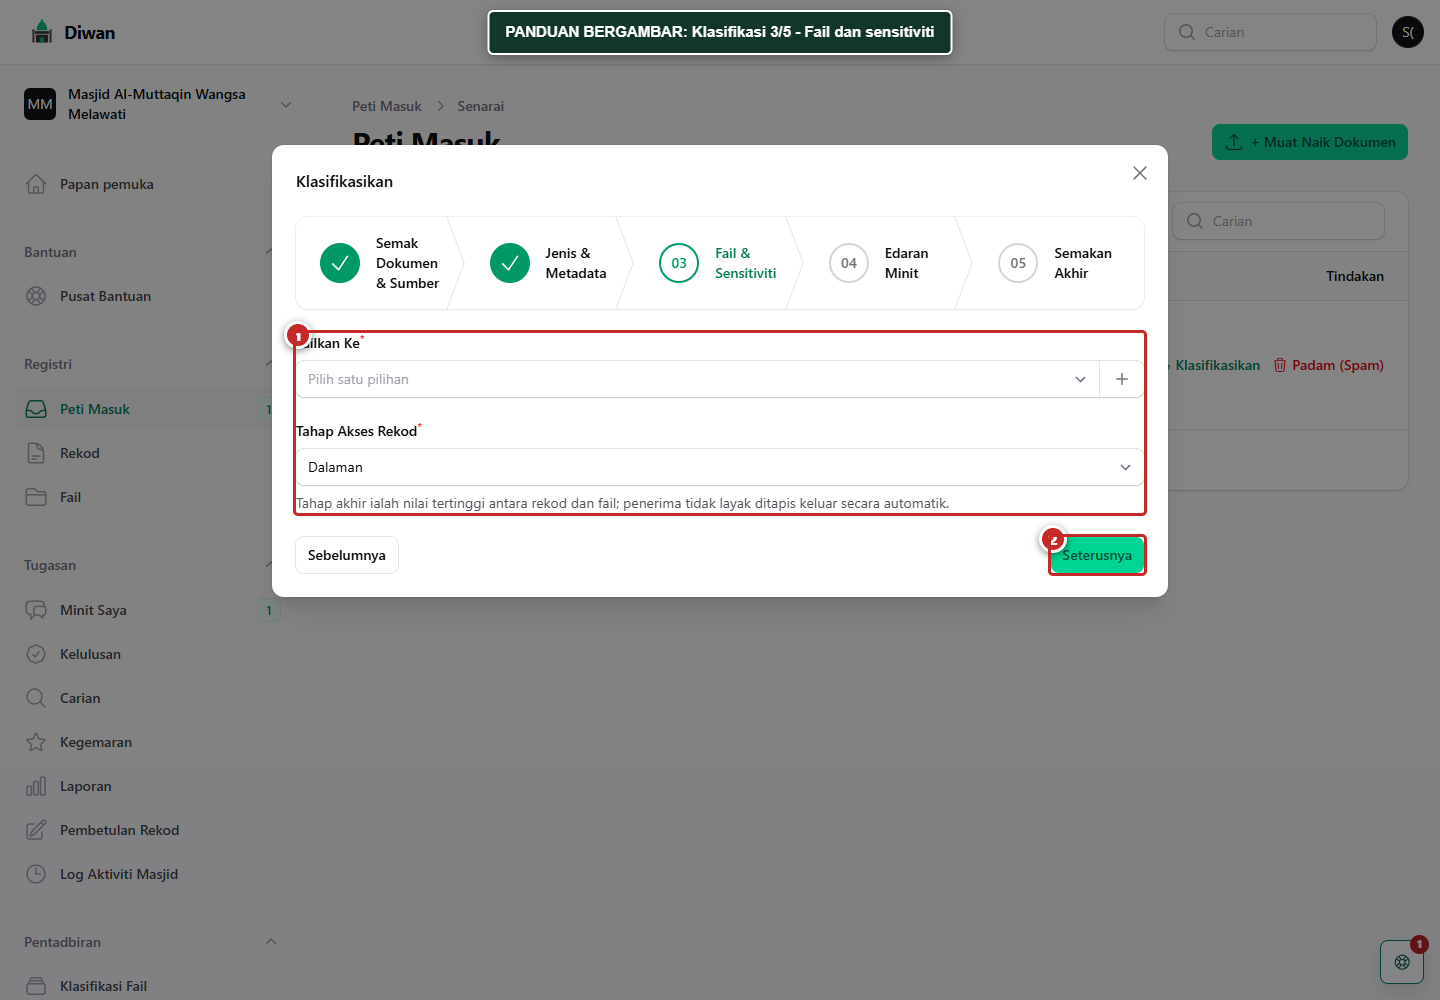 Diwan
PANDUAN BERGAMBAR: Klasifikasi 3/5 - Fail dan sensitiviti
Carian
S(
MM
Masjid Al-Muttaqin Wangsa
Melawati
Peti Masuk
Senarai
Peti Masuk
+ Muat Naik Dokumen
Papan pemuka
Bantuan
Pusat Bantuan
Registri
Peti Masuk
1
Rekod
Fail
Tugasan
Minit Saya
1
Kelulusan
Carian
Kegemaran
Laporan
Pembetulan Rekod
Log Aktiviti Masjid
Pentadbiran
Klasifikasi Fail
Carian
Tindakan
Klasifikasikan
Padam (Spam)
Klasifikasikan
Semak
Dokumen
& Sumber
Jenis &
Metadata
03
Fail &
Sensitiviti
04
Edaran
Minit
05
Semakan
Akhir
1
ilkan Ke*
Pilih satu pilihan
Tahap Akses Rekod*
Dalaman
Tahap akhir ialah nilai tertinggi antara rekod dan fail; penerima tidak layak ditapis keluar secara automatik.
Sebelumnya
2
Seterusnya
1